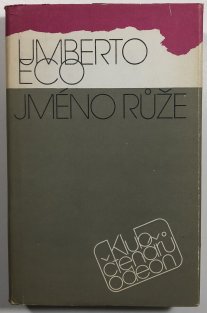 UMBERTO
ECO
JMÉNO RŮŽE
klub
čtenářů
odeon